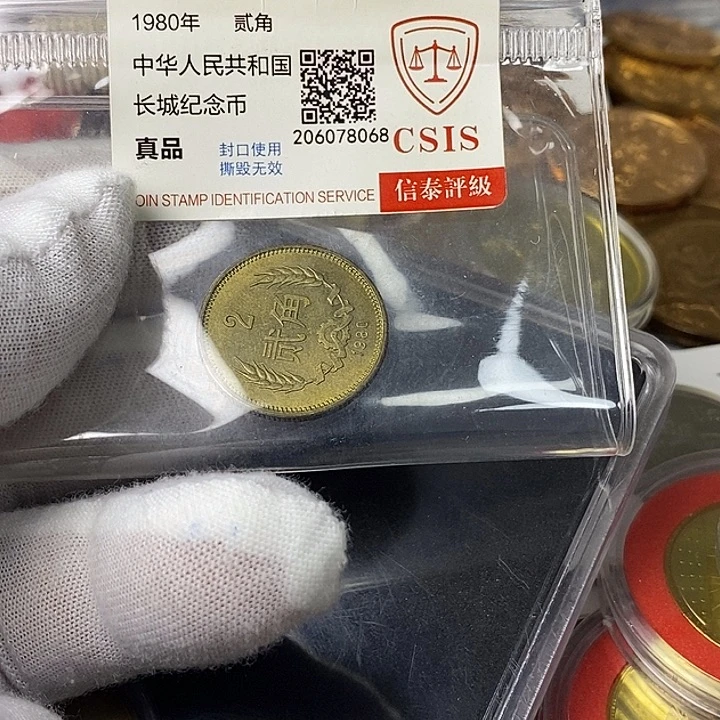 1980年 贰角
中华人民共和国
长城纪念币
真品
封口使用
撕毁无效
206078068
CSIS
OIN STAMP IDENTIFICATION SERVICE
信泰評級
2
贰角
1980